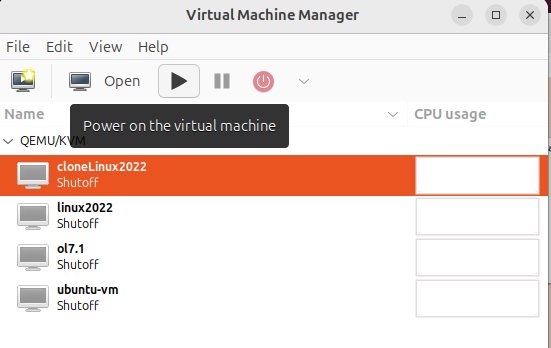 Virtual Machine Manager
File Edit View Help
Open
Name CPU usage
Power on the virtual machine
QEMU/KVM
cloneLinux2022
Shutoff
linux2022
Shutoff
ol7.1
Shutoff
ubuntu-vm
Shutoff